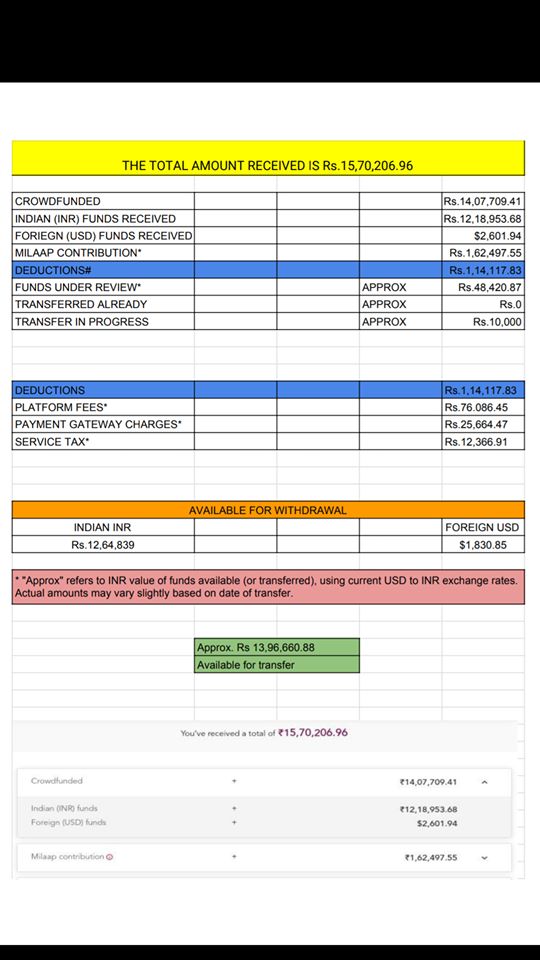 THE TOTAL AMOUNT RECEIVED IS Rs.15,70,206.96
CROWDFUNDED Rs.14,07,709.41
INDIAN (INR) FUNDS RECEIVED Rs.12,18,953.68
FORIEGN (USD) FUNDS RECEIVED $2,601.94
MILAAP CONTRIBUTION* Rs.1,62,497.55
DEDUCTIONS# Rs.1,14,117.83
FUNDS UNDER REVIEW* APPROX Rs.48,420.87
TRANSFERRED ALREADY APPROX Rs.0
TRANSFER IN PROGRESS APPROX Rs.10,000
DEDUCTIONS Rs.1,14,117.83
PLATFORM FEES* Rs.76.086.45
PAYMENT GATEWAY CHARGES* Rs.25,664.47
SERVICE TAX* Rs.12,366.91
AVAILABLE FOR WITHDRAWAL
INDIAN INR FOREIGN USD
Rs.12,64,839 $1,830.85
* "Approx" refers to INR value of funds available (or transferred), using current USD to INR exchange rates.
Actual amounts may vary slightly based on date of transfer.
Approx. Rs 13,96,660.88
Available for transfer
You've received a total of ₹15,70,206.96
Crowdfunded + ₹14,07,709.41
Indian (INR) funds + ₹12,18,953.68
Foreign (USD) funds + $2,601.94
Milaap contribution + ₹1,62,497.55